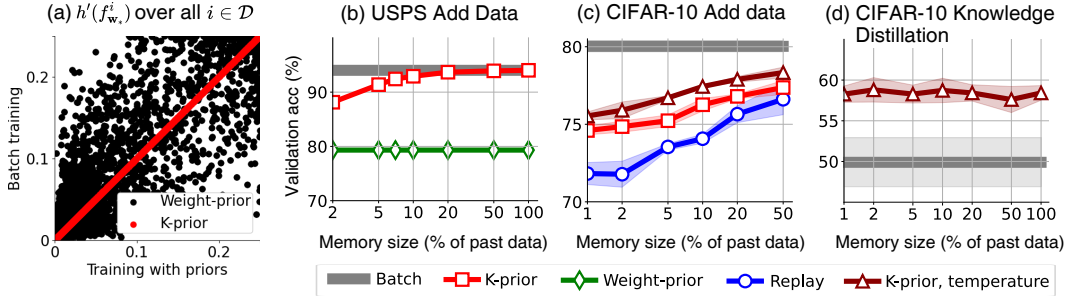 (a) h′(f^i_{w_*}) over all i ∈ D
0.2
0.1
0
0.1
0.2
Batch training
Training with priors
Weight-prior
K-prior
(b) USPS Add Data
90
80
70
Validation acc (%)
2 5 10 20 50 100
Memory size (% of past data)
(c) CIFAR-10 Add data
80
75
70
1 2 5 10 20 50
Memory size (% of past data)
(d) CIFAR-10 Knowledge
Distillation
60
50
1 2 5 10 20 50 100
Memory size (% of past data)
Batch
K-prior
Weight-prior
Replay
K-prior, temperature